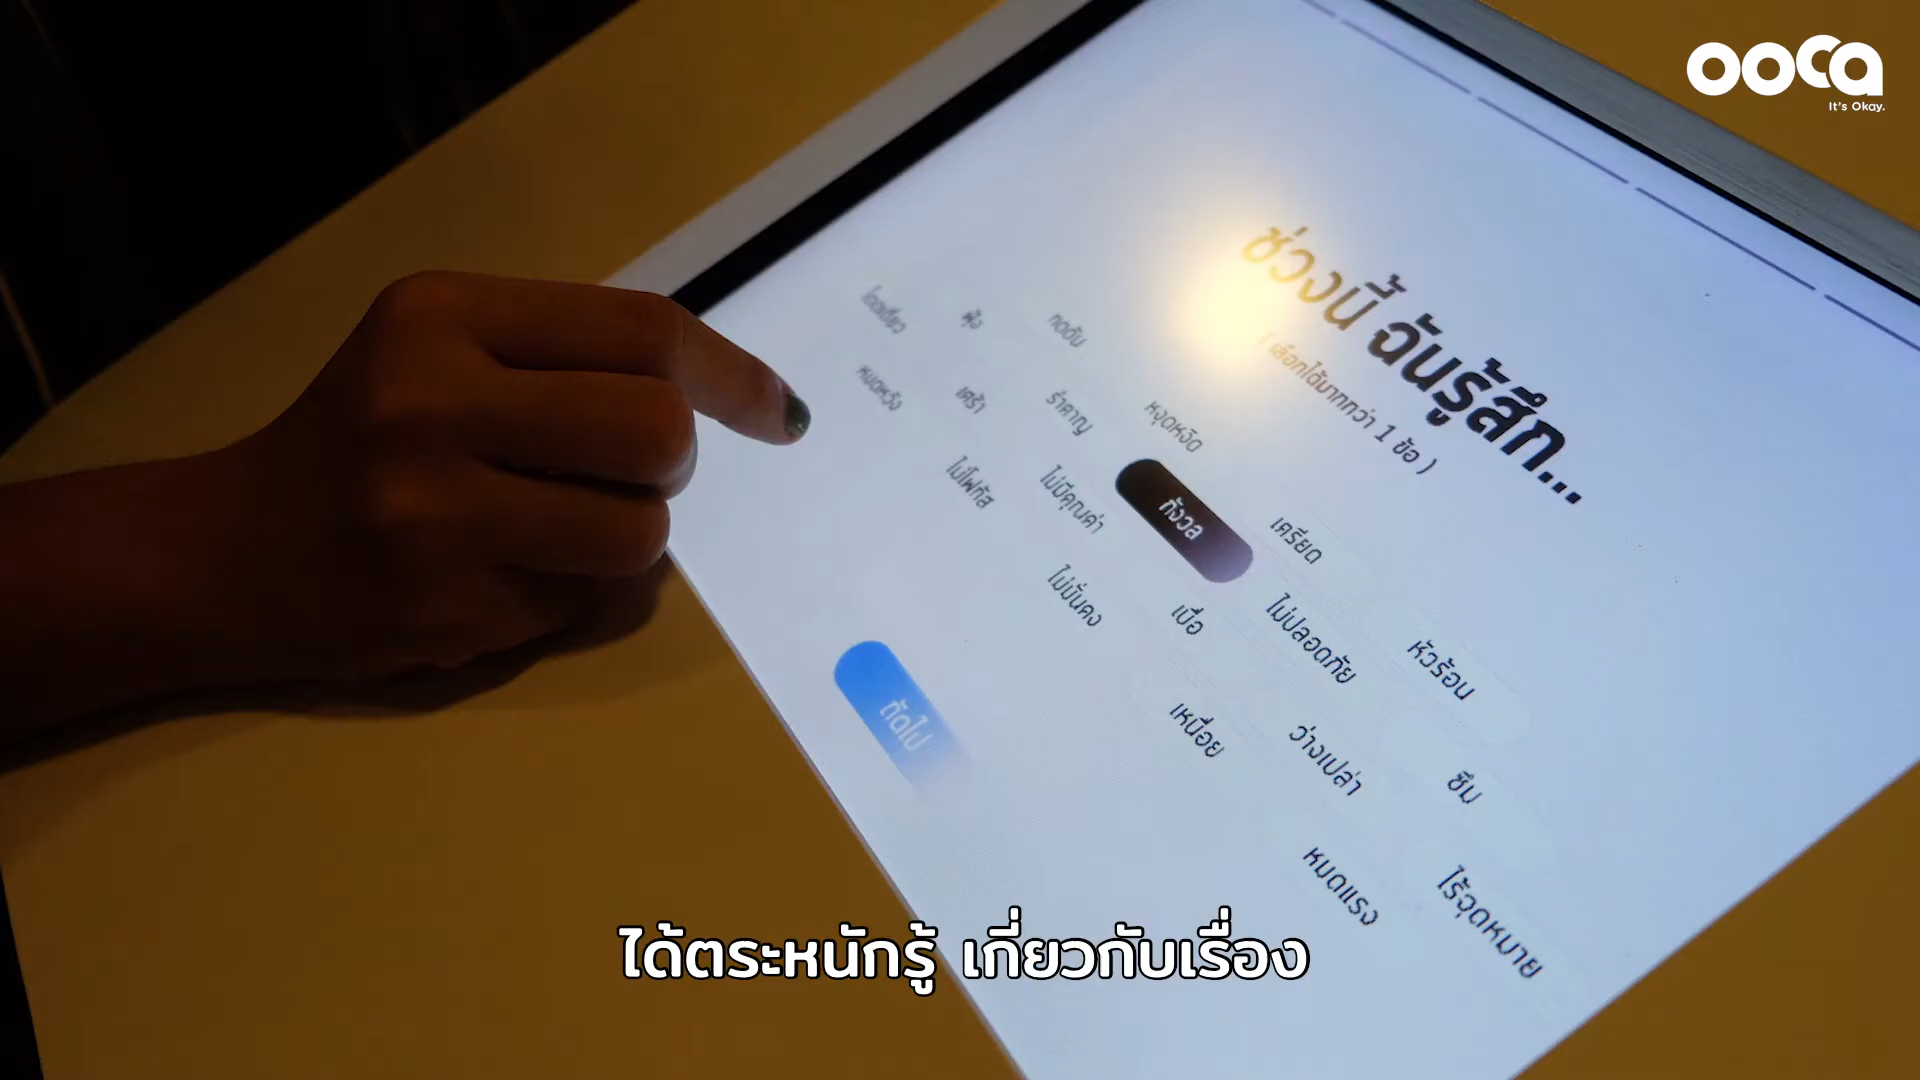 ooca
It's Okay.
ช่วงนี้ ฉันรู้สึก...
( เลือกได้มากกว่า 1 ข้อ )
โดดเดี่ยว
ฟุ้ง
กดดัน
หมดหวัง
เศร้า
รำคาญ
หงุดหงิด
ไม่โฟกัส
ไม่มีคุณค่า
กังวล
เครียด
ไม่มั่นคง
เบื่อ
ไม่ปลอดภัย
หัวร้อน
เหนื่อย
ว่างเปล่า
ซึม
หมดแรง
ไร้จุดหมาย
ถัดไป
ได้ตระหนักรู้ เกี่ยวกับเรื่อง